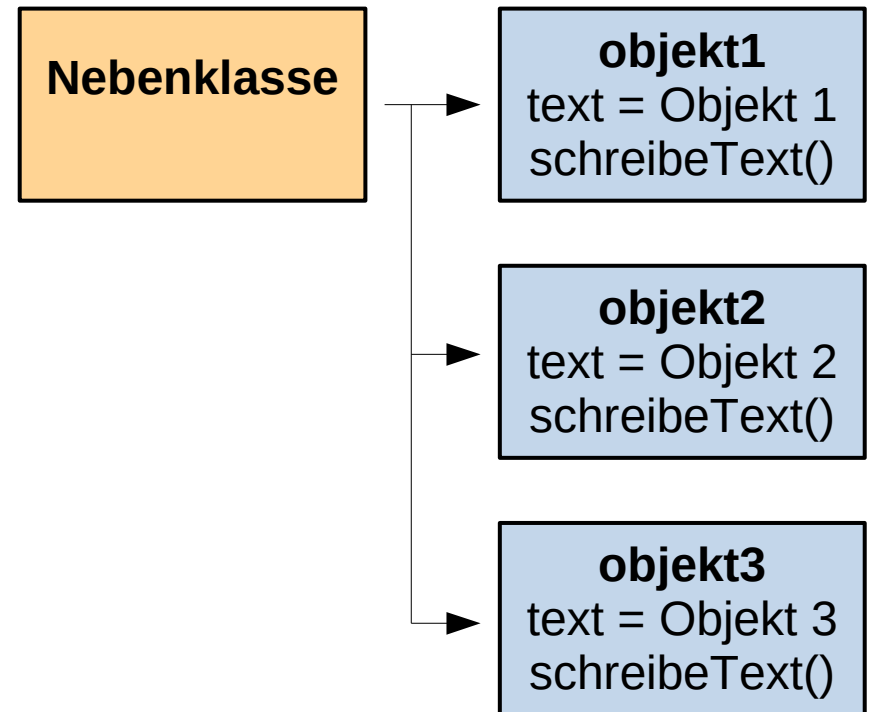 Nebenklasse
objekt1
text = Objekt 1
schreibeText()
objekt2
text = Objekt 2
schreibeText()
objekt3
text = Objekt 3
schreibeText()